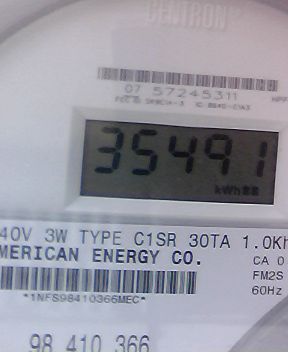 CENTRON
07 57245311
35491
kWh
40V 3W TYPE C1SR 30TA 1.0Kh
MERICAN ENERGY CO.
CA 0
FM2S
60Hz
*1NFS98410366MEC*
98 410 366